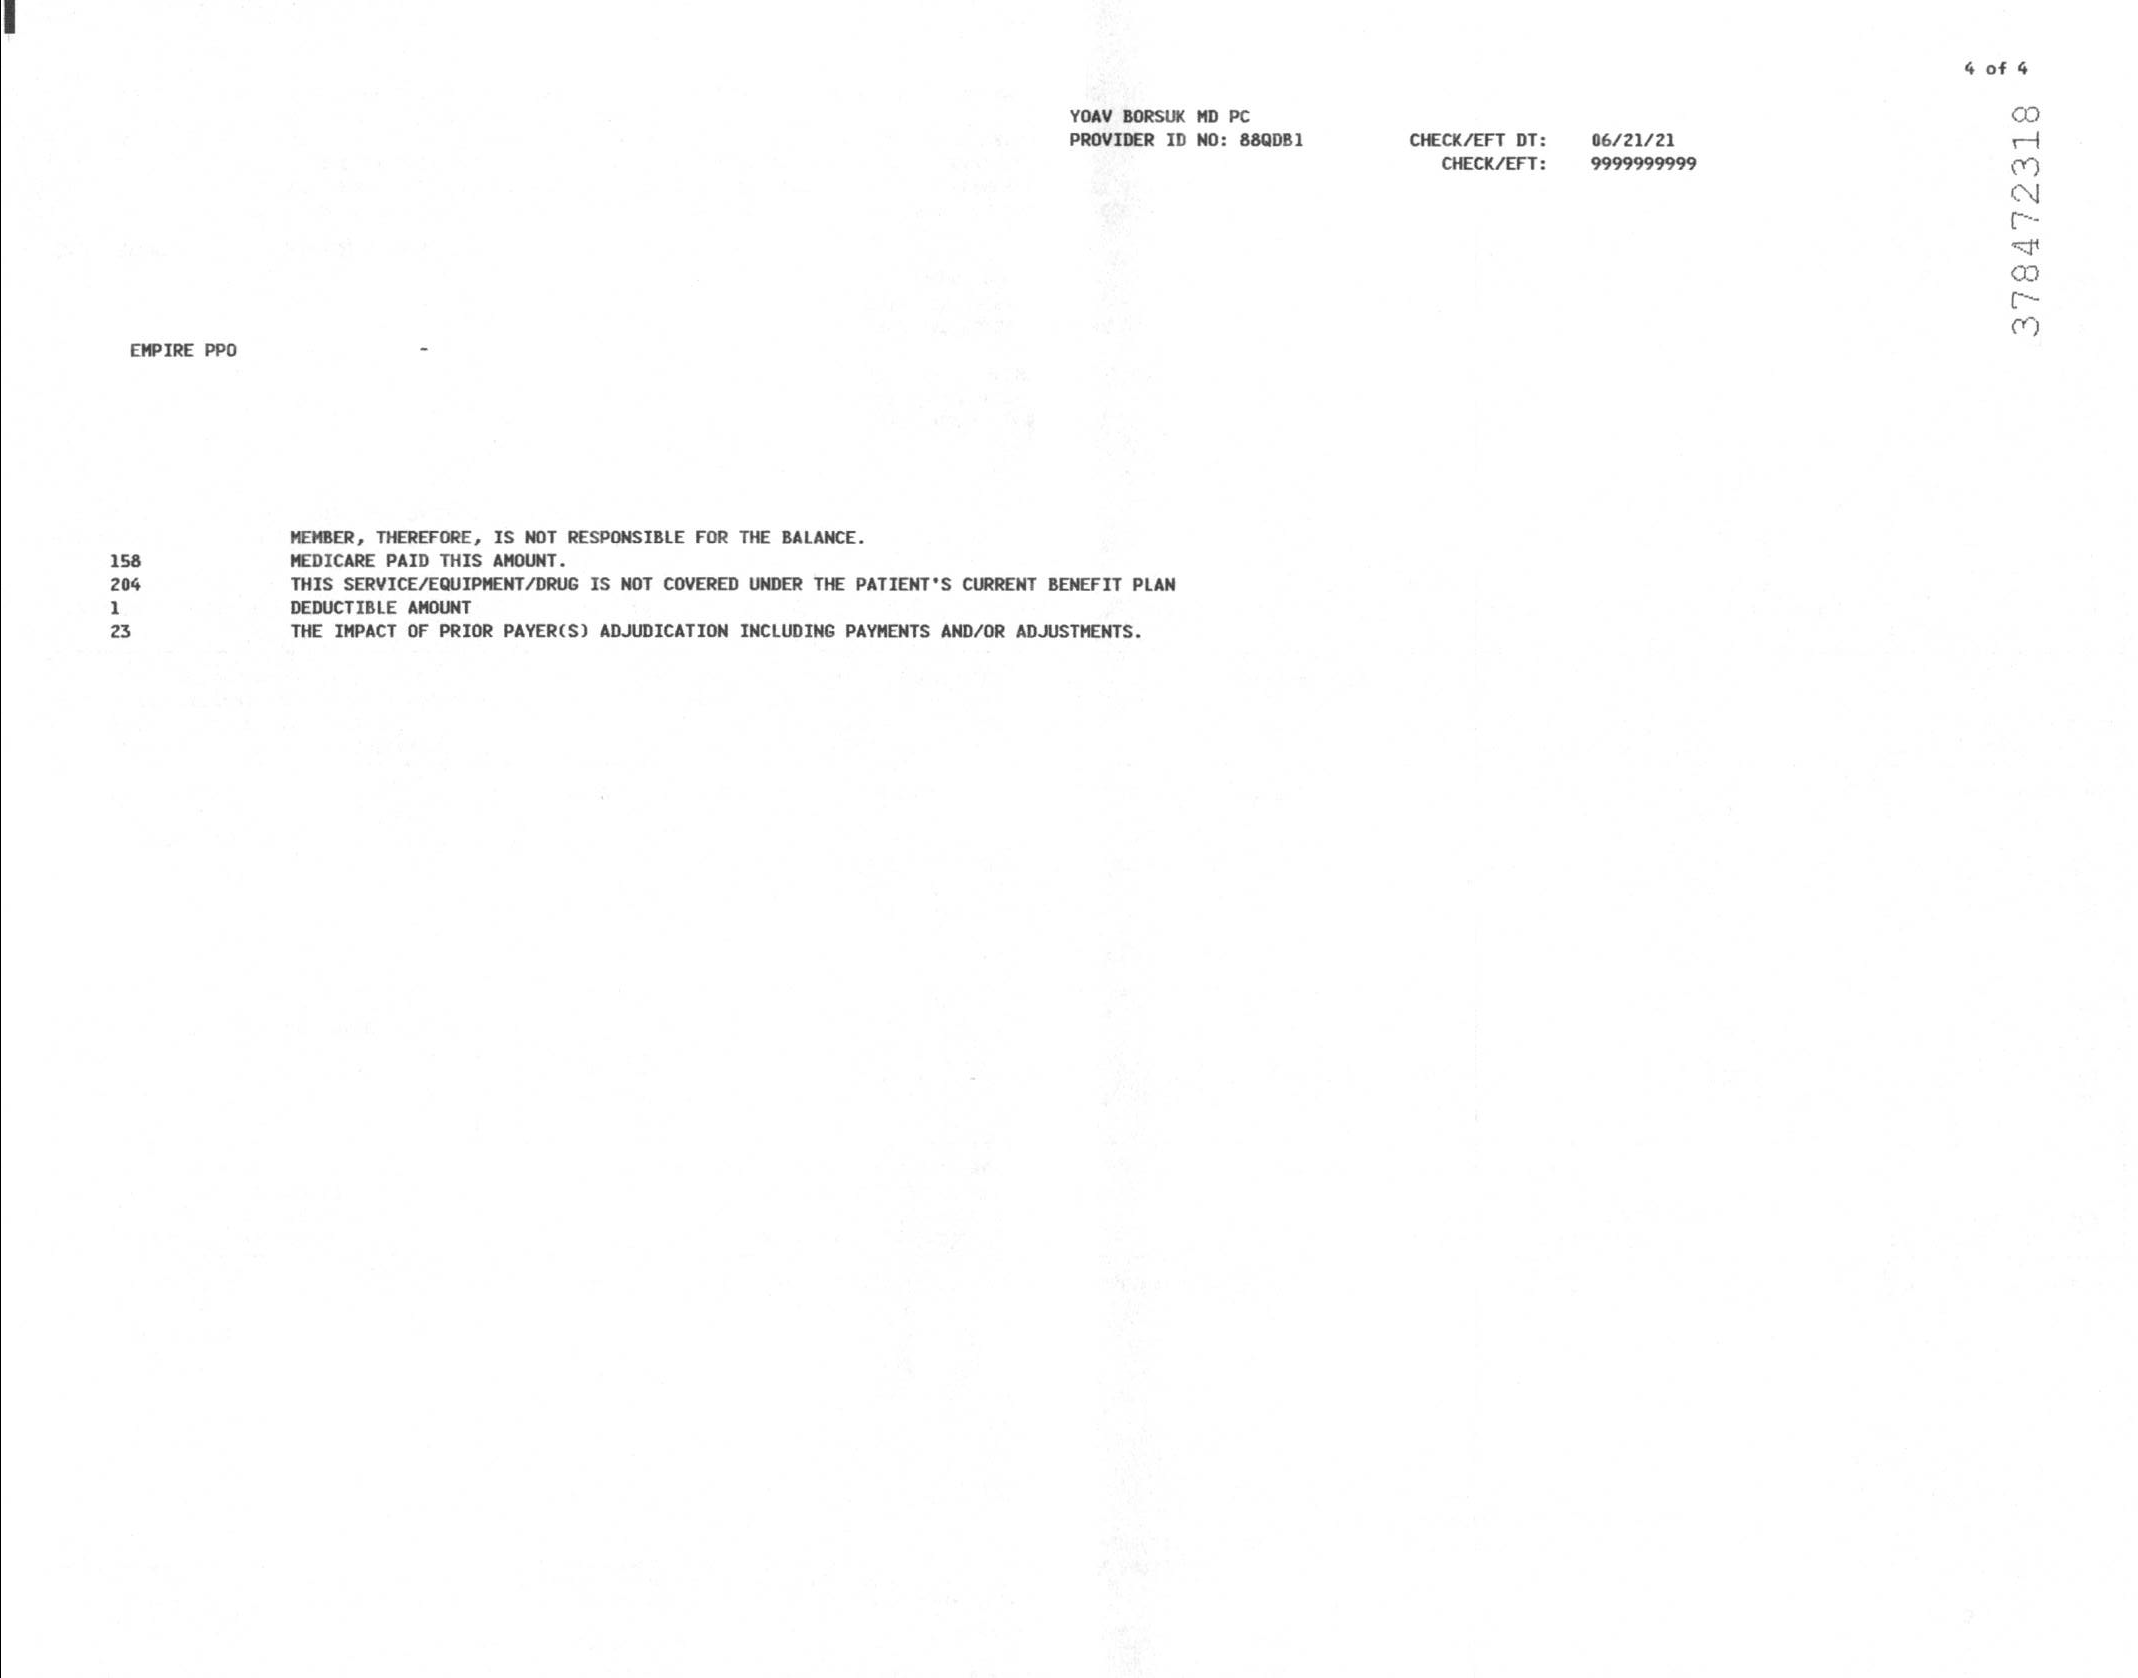 4 of 4
YOAV BORSUK MD PC
PROVIDER ID NO: 88QDB1 CHECK/EFT DT: 06/21/21
CHECK/EFT: 9999999999
378472318
EMPIRE PPO -
MEMBER, THEREFORE, IS NOT RESPONSIBLE FOR THE BALANCE.
158 MEDICARE PAID THIS AMOUNT.
204 THIS SERVICE/EQUIPMENT/DRUG IS NOT COVERED UNDER THE PATIENT'S CURRENT BENEFIT PLAN
1 DEDUCTIBLE AMOUNT
23 THE IMPACT OF PRIOR PAYER(S) ADJUDICATION INCLUDING PAYMENTS AND/OR ADJUSTMENTS.